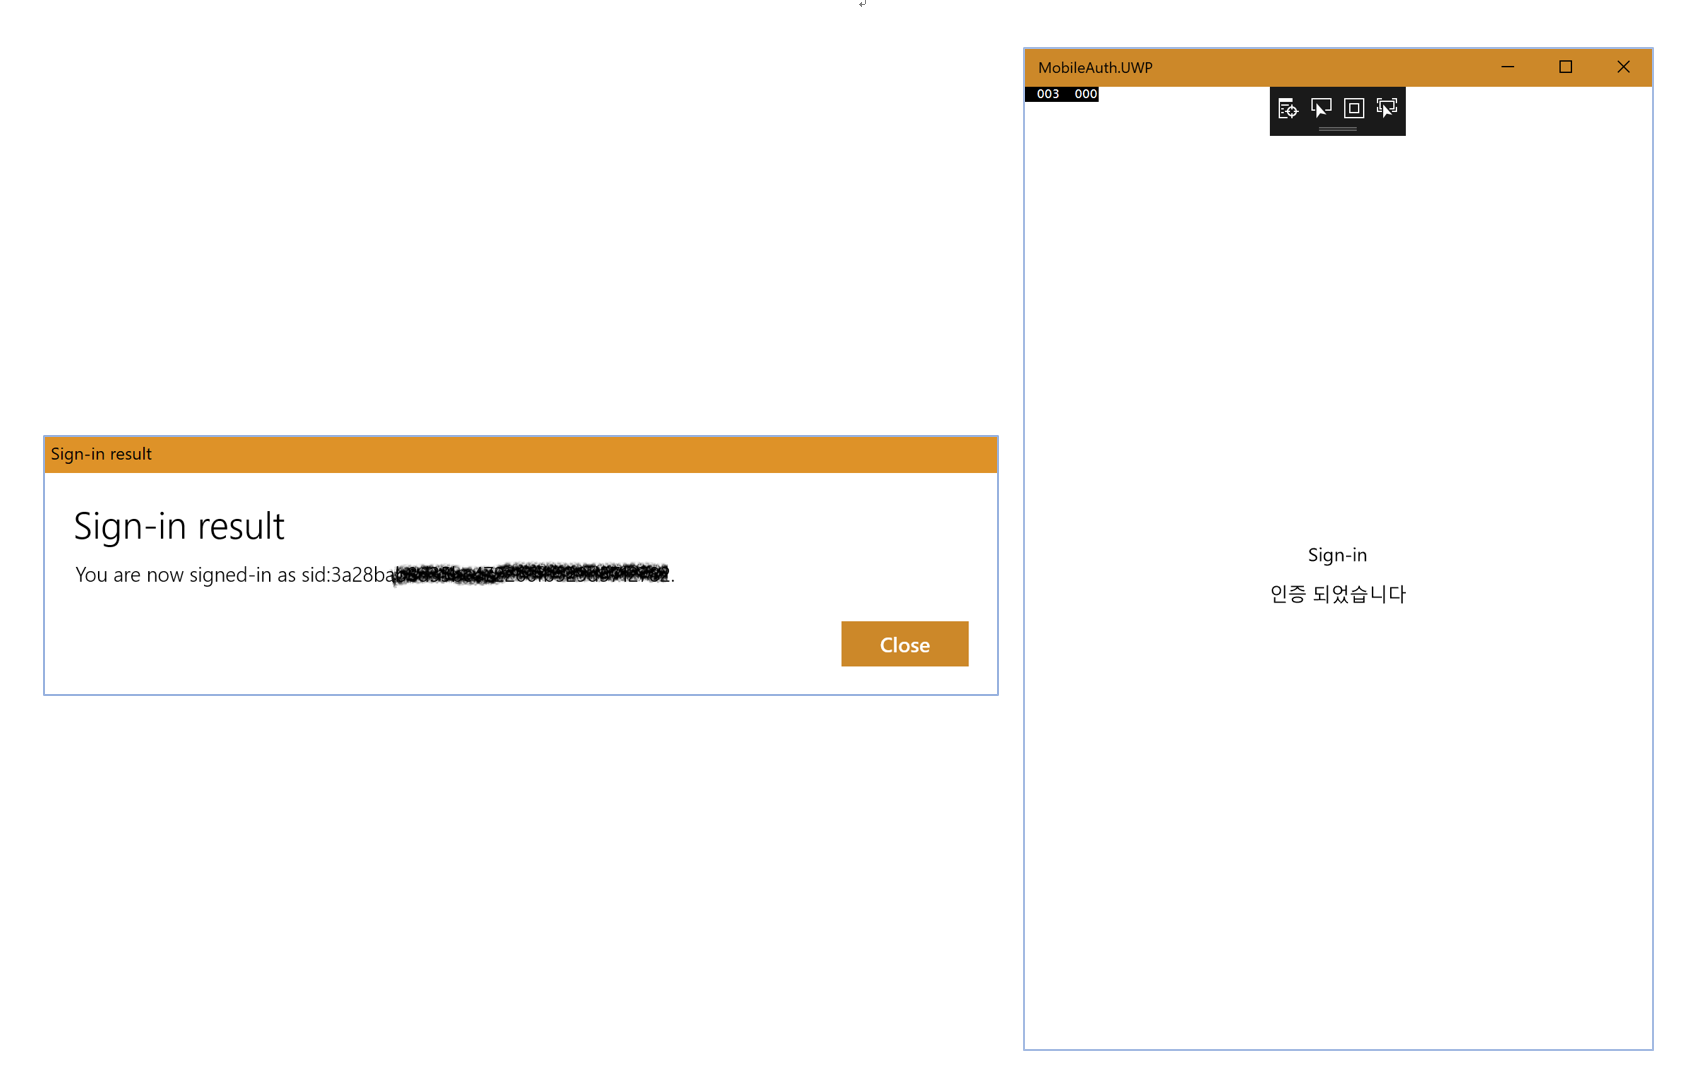 Sign-in result
Sign-in result
You are now signed-in as sid:3a28ba
Close
MobileAuth.UWP
003 000
Sign-in
인증 되었습니다